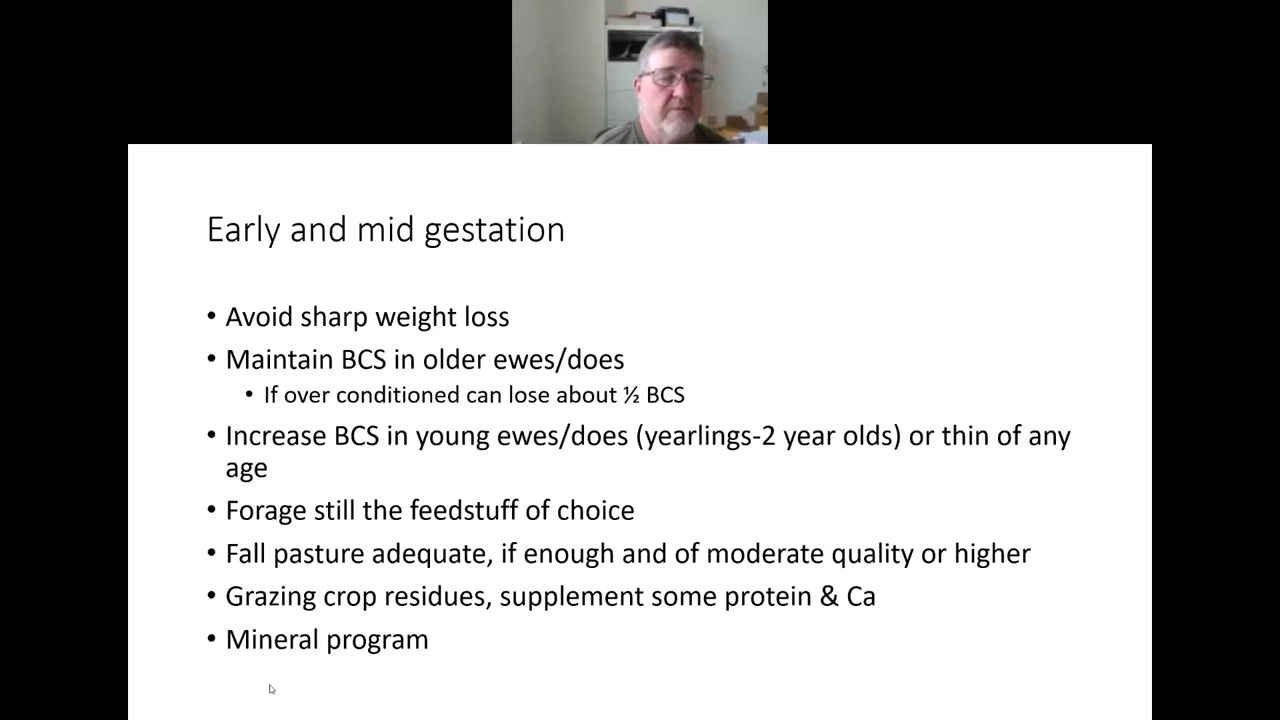 Early and mid gestation
• Avoid sharp weight loss
• Maintain BCS in older ewes/does
• If over conditioned can lose about ½ BCS
• Increase BCS in young ewes/does (yearlings-2 year olds) or thin of any
age
• Forage still the feedstuff of choice
• Fall pasture adequate, if enough and of moderate quality or higher
• Grazing crop residues, supplement some protein & Ca
• Mineral program